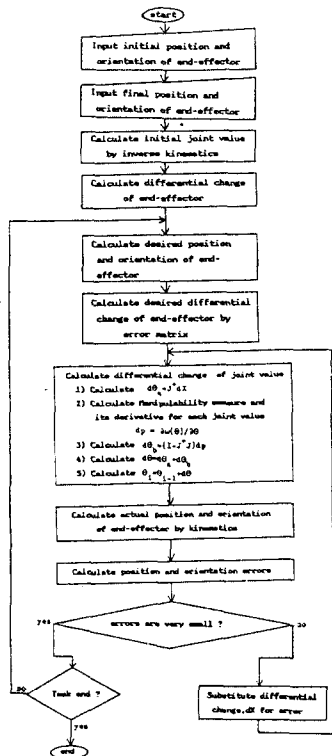 start
Input initial position and
orientation of end-effector
Input final position and
orientation of end-effector
Calculate initial joint value
by inverse kinematics
Calculate differential change
of end-effector
Calculate desired position
and orientation of end-
effector
Calculate desired differential
change of end-effector by
error matrix
Calculate differential change of joint value
1) Calculate dθₐ=J⁺dX
2) Calculate Manipulability measure and
its derivative for each joint value
dp = ∂ω(θ)/∂θ
3) Calculate dθ_b=(I-J⁺J)dp
4) Calculate dθ=dθₐ+dθ_b
5) Calculate θᵢ=θᵢ₋₁+dθ
Calculate actual position and orientation
of end-effector by kinematics
Calculate position and orientation errors
errors are very small ?
yes
no
Task end ?
no
yes
Substitute differential
change,dX for error
end